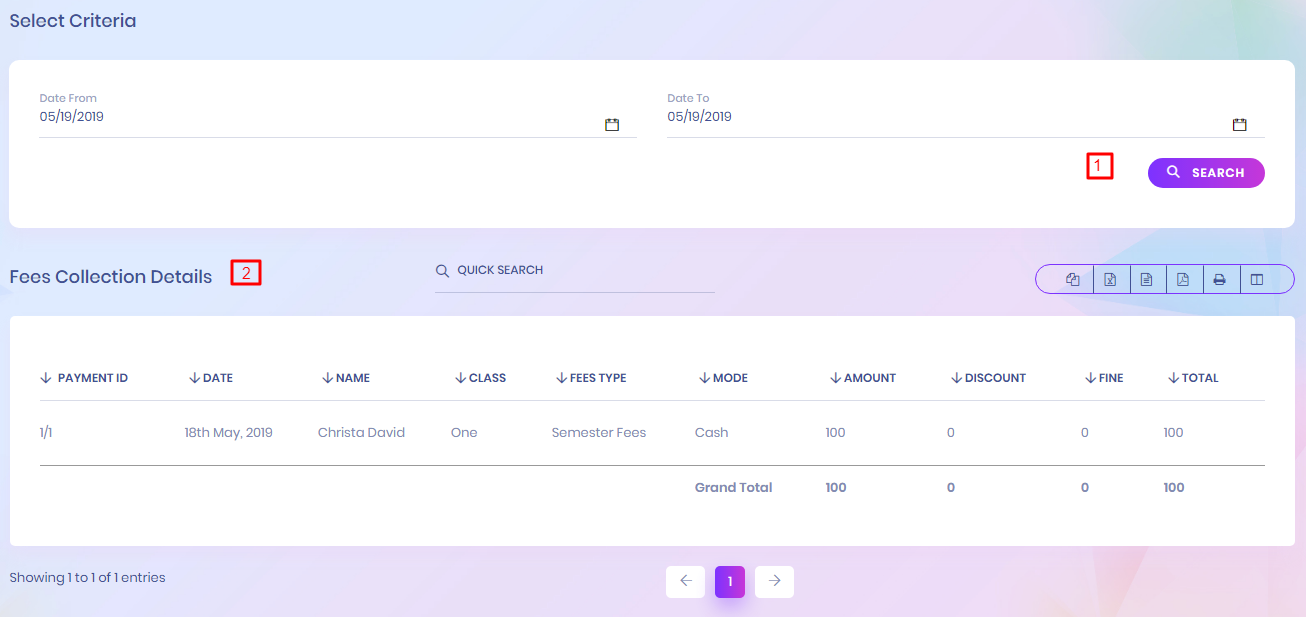 Select Criteria
Date From
05/19/2019
Date To
05/19/2019
1
SEARCH
Fees Collection Details
2
QUICK SEARCH
PAYMENT ID DATE NAME CLASS FEES TYPE MODE AMOUNT DISCOUNT FINE TOTAL
1/1 18th May, 2019 Christa David One Semester Fees Cash 100 0 0 100
Grand Total 100 0 0 100
Showing 1 to 1 of 1 entries
1